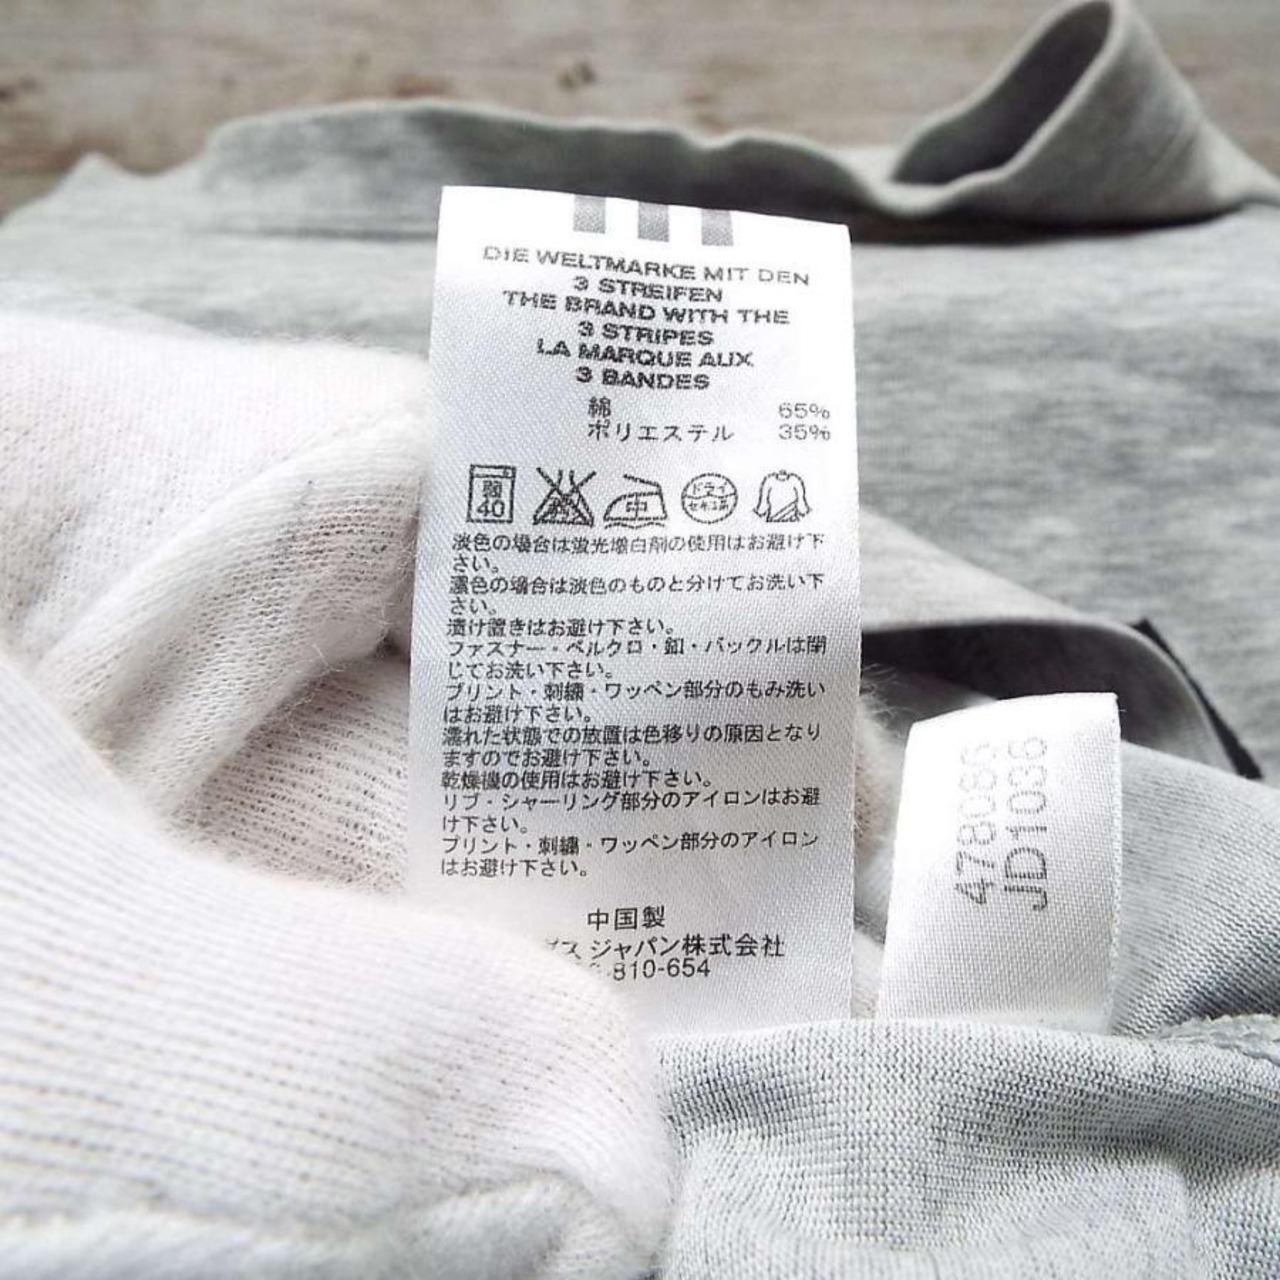 DIE WELTMARKE MIT DEN
3 STREIFEN
THE BRAND WITH THE
3 STRIPES
LA MARQUE AUX
3 BANDES
綿 65%
ポリエステル 35%
弱
40
中
ドライ
セキユ系
淡色の場合は蛍光増白剤の使用はお避け下
さい。
濃色の場合は淡色のものと分けてお洗い下
さい。
漬け置きはお避け下さい。
ファスナー・ベルクロ・釦・バックルは閉
じてお洗い下さい。
プリント・刺繍・ワッペン部分のもみ洗い
はお避け下さい。
濡れた状態での放置は色移りの原因となり
ますのでお避け下さい。
乾燥機の使用はお避け下さい。
リブ・シャーリング部分のアイロンはお避
け下さい。
プリント・刺繍・ワッペン部分のアイロン
はお避け下さい。
中国製
ス ジャパン株式会社
810-654
478086
JD1036